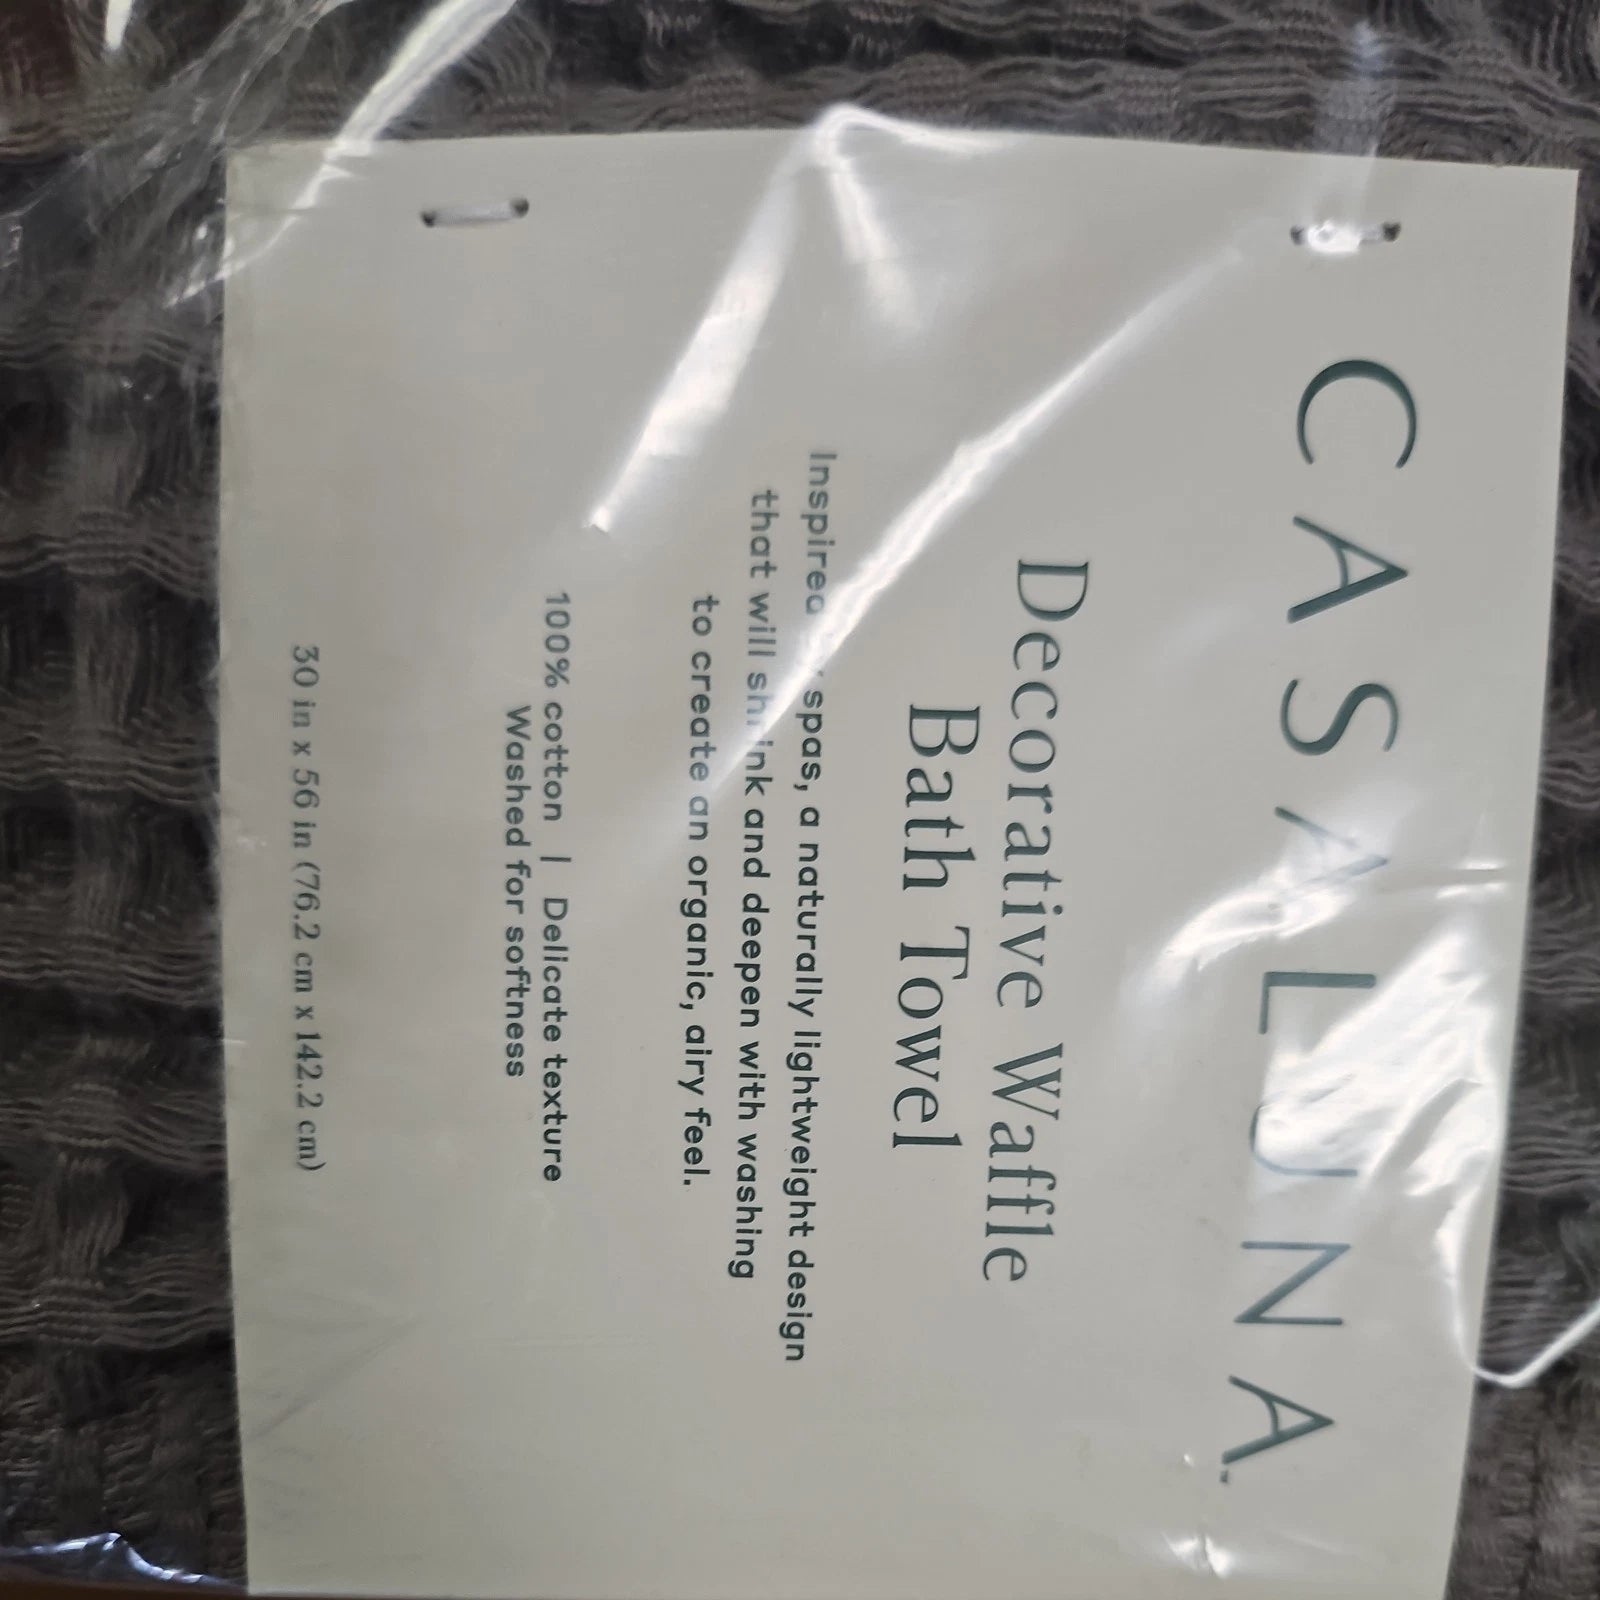 CASALUNA™
Decorative Waffle
Bath Towel
Inspired spas, a naturally lightweight design
that will shrink and deepen with washing
to create an organic, airy feel.
100% cotton | Delicate texture
Washed for softness
30 in x 56 in (76.2 cm x 142.2 cm)